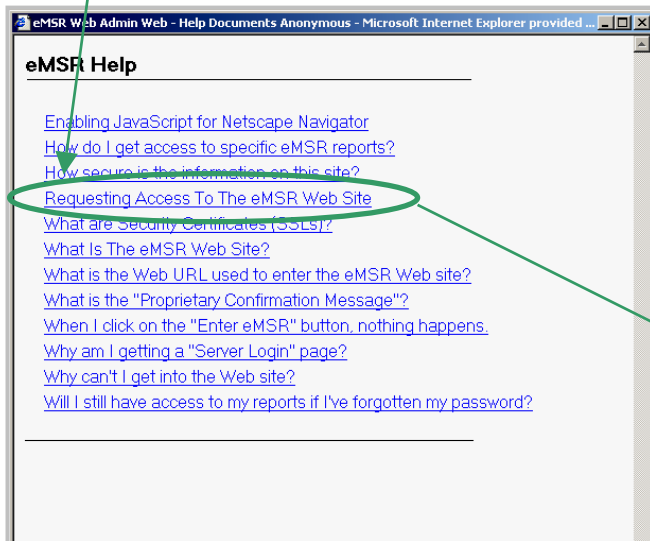 eMSR Web Admin Web - Help Documents Anonymous - Microsoft Internet Explorer provided ...
eMSR Help
Enabling JavaScript for Netscape Navigator
How do I get access to specific eMSR reports?
How secure is the information on this site?
Requesting Access To The eMSR Web Site
What are Security Certificates (SSLs)?
What Is The eMSR Web Site?
What is the Web URL used to enter the eMSR Web site?
What is the "Proprietary Confirmation Message"?
When I click on the "Enter eMSR" button, nothing happens.
Why am I getting a "Server Login" page?
Why can't I get into the Web site?
Will I still have access to my reports if I've forgotten my password?